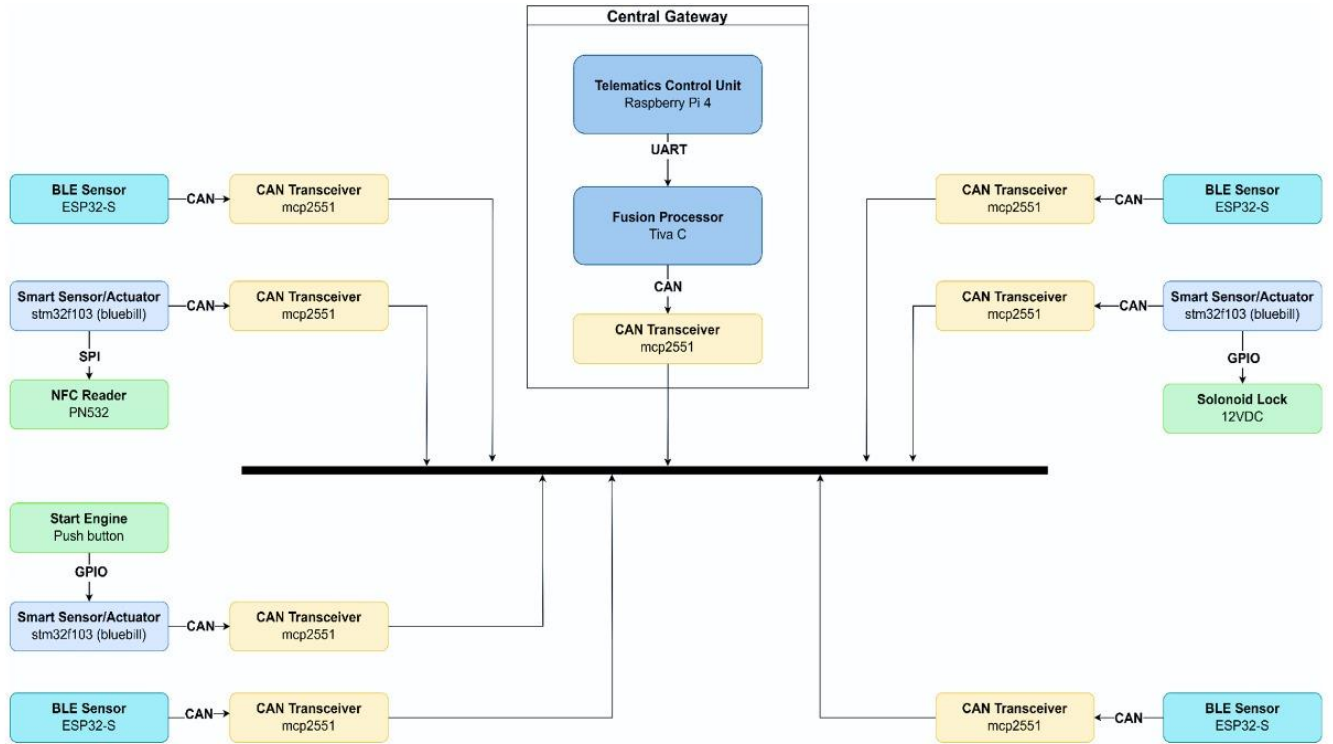 Central Gateway
Telematics Control Unit
Raspberry Pi 4
UART
Fusion Processor
Tiva C
CAN
CAN Transceiver
mcp2551
BLE Sensor
ESP32-S
CAN
CAN Transceiver
mcp2551
CAN Transceiver
mcp2551
CAN
BLE Sensor
ESP32-S
Smart Sensor/Actuator
stm32f103 (bluebill)
CAN
CAN Transceiver
mcp2551
CAN Transceiver
mcp2551
CAN
Smart Sensor/Actuator
stm32f103 (bluebill)
SPI
NFC Reader
PN532
GPIO
Solonoid Lock
12VDC
Start Engine
Push button
GPIO
Smart Sensor/Actuator
stm32f103 (bluebill)
CAN
CAN Transceiver
mcp2551
BLE Sensor
ESP32-S
CAN
CAN Transceiver
mcp2551
CAN Transceiver
mcp2551
CAN
BLE Sensor
ESP32-S